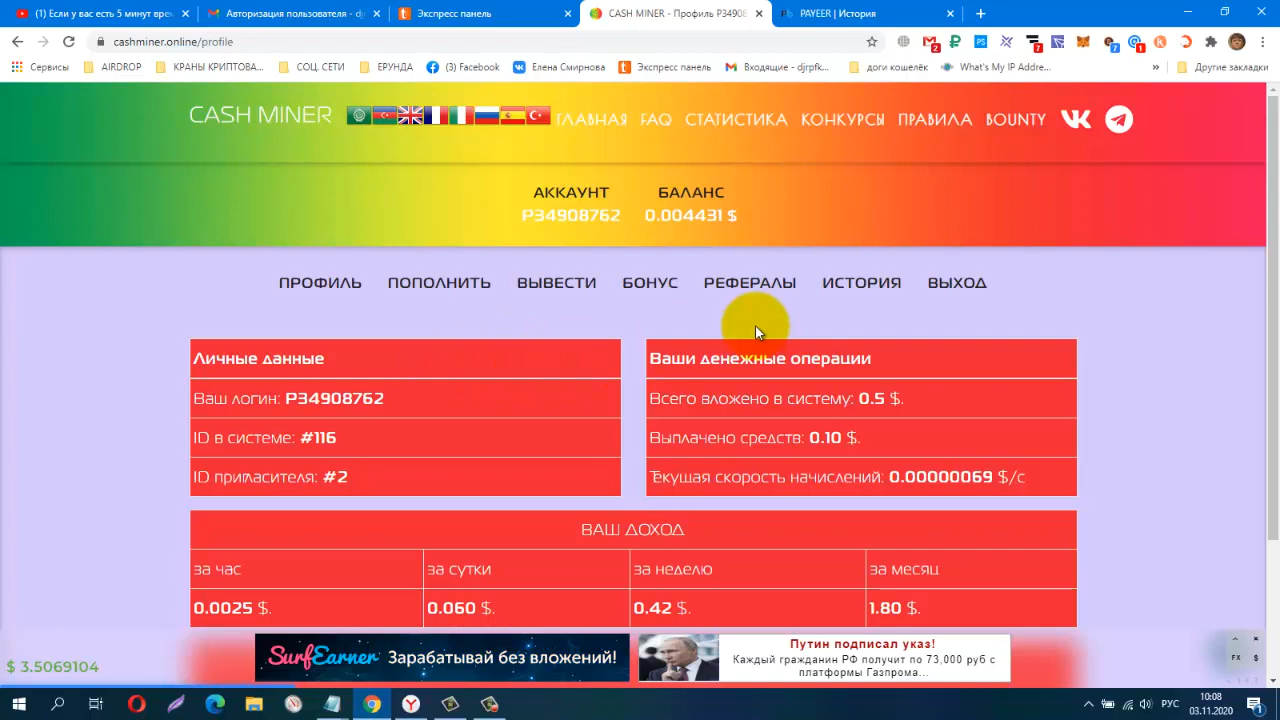 (1) Если у вас есть 5 минут врем
Авторизация пользователя - dj
Экспресс панель
CASH MINER - Профиль P34908
PAYEER | История
cashminer.online/profile
Сервисы
AIRDROP
КРАНЫ КРИПТОВА...
СОЦ. СЕТИ
ЕРУНДА
(3) Facebook
Елена Смирнова
Экспресс панель
Входящие - djrpfk...
доги кошелёк
What's My IP Addre...
Другие закладки
CASH MINER
ГЛАВНАЯ FAQ СТАТИСТИКА КОНКУРСЫ ПРАВИЛА BOUNTY
АККАУНТ БАЛАНС
P34908762 0.004431 $
ПРОФИЛЬ ПОПОЛНИТЬ ВЫВЕСТИ БОНУС РЕФЕРАЛЫ ИСТОРИЯ ВЫХОД
Личные данные
Ваш логин: P34908762
ID в системе: #116
ID пригласителя: #2
Ваши денежные операции
Всего вложено в систему: 0.5 $.
Выплачено средств: 0.10 $.
Текущая скорость начислений: 0.00000069 $/с
ВАШ ДОХОД
за час за сутки за неделю за месяц
0.0025 $. 0.060 $. 0.42 $. 1.80 $.
SurfEarner Зарабатывай без вложений!
Путин подписал указ!
Каждый гражданин РФ получит по 73,000 руб с
платформы Газпрома...
$ 3.5069104
FX $
РУС
10:08
03.11.2020